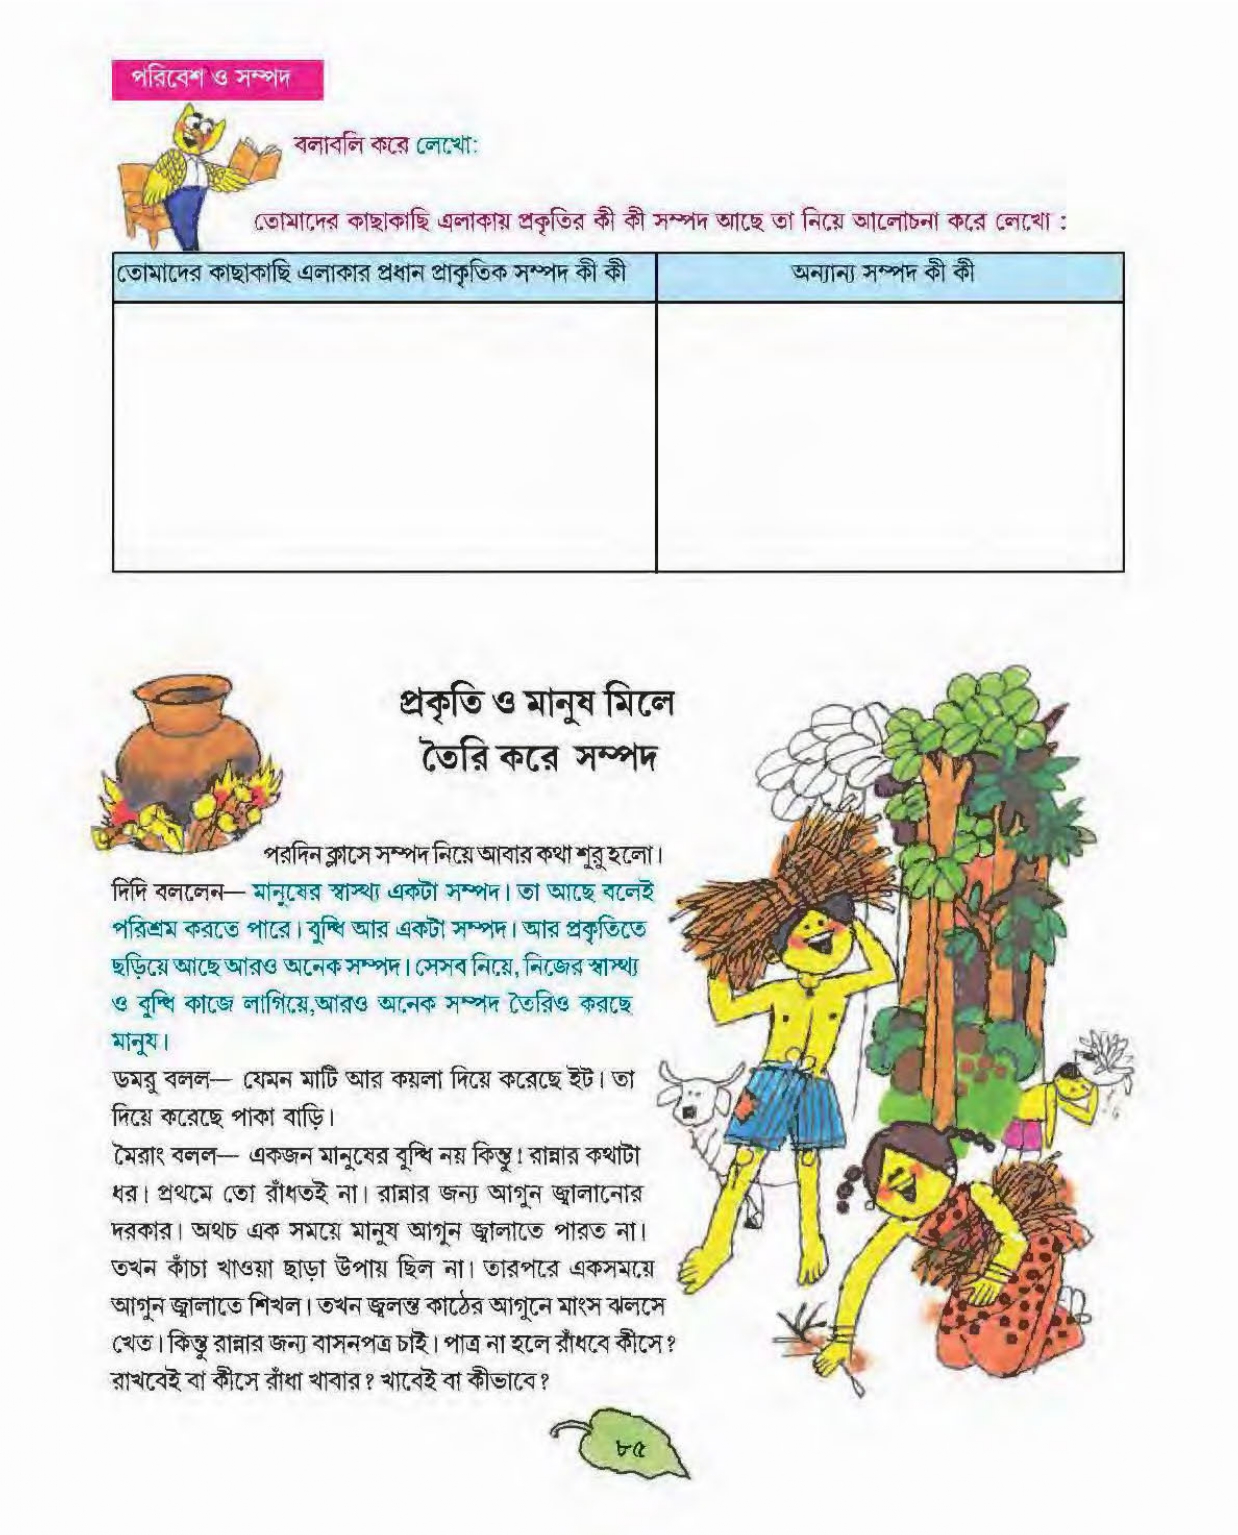 পরিবেশ ও সম্পদ
বলাবলি করে লেখো:
তোমাদের কাছাকাছি এলাকায় প্রকৃতির কী কী সম্পদ আছে তা নিয়ে আলোচনা করে লেখো :
তোমাদের কাছাকাছি এলাকার প্রধান প্রাকৃতিক সম্পদ কী কী
অন্যান্য সম্পদ কী কী
প্রকৃতি ও মানুষ মিলে
তৈরি করে সম্পদ
পরদিন ক্লাসে সম্পদ নিয়ে আবার কথা শুরু হলো।
দিদি বললেন— মানুষের স্বাস্থ্য একটা সম্পদ। তা আছে বলেই
পরিশ্রম করতে পারে। বুদ্ধি আর একটা সম্পদ। আর প্রকৃতিতে
ছড়িয়ে আছে আরও অনেক সম্পদ। সেসব নিয়ে, নিজের স্বাস্থ্য
ও বুদ্ধি কাজে লাগিয়ে,আরও অনেক সম্পদ তৈরিও করছে
মানুষ।
ডমরু বলল— যেমন মাটি আর কয়লা দিয়ে করেছে ইট। তা
দিয়ে করেছে পাকা বাড়ি।
মৈরাং বলল— একজন মানুষের বুদ্ধি নয় কিন্তু! রান্নার কথাটা
ধর। প্রথমে তো রাঁধতই না। রান্নার জন্য আগুন জ্বালানোর
দরকার। অথচ এক সময়ে মানুষ আগুন জ্বালাতে পারত না।
তখন কাঁচা খাওয়া ছাড়া উপায় ছিল না। তারপরে একসময়ে
আগুন জ্বালাতে শিখল। তখন জ্বলন্ত কাঠের আগুনে মাংস ঝলসে
খেত। কিন্তু রান্নার জন্য বাসনপত্র চাই। পাত্র না হলে রাঁধবে কীসে?
রাখবেই বা কীসে রাঁধা খাবার? খাবেই বা কীভাবে?
৮৫